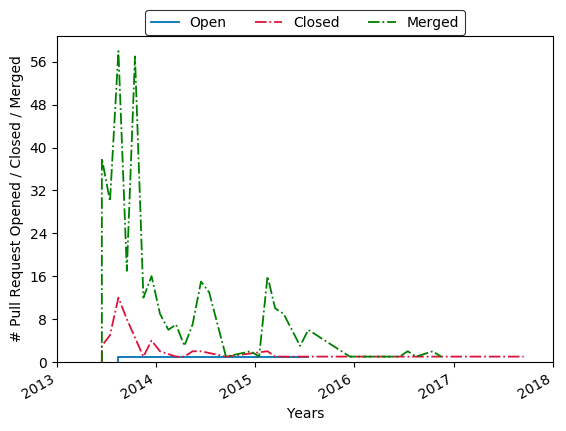 Open Closed Merged
# Pull Request Opened / Closed / Merged
56
48
40
32
24
16
8
0
2013 2014 2015 2016 2017 2018
Years